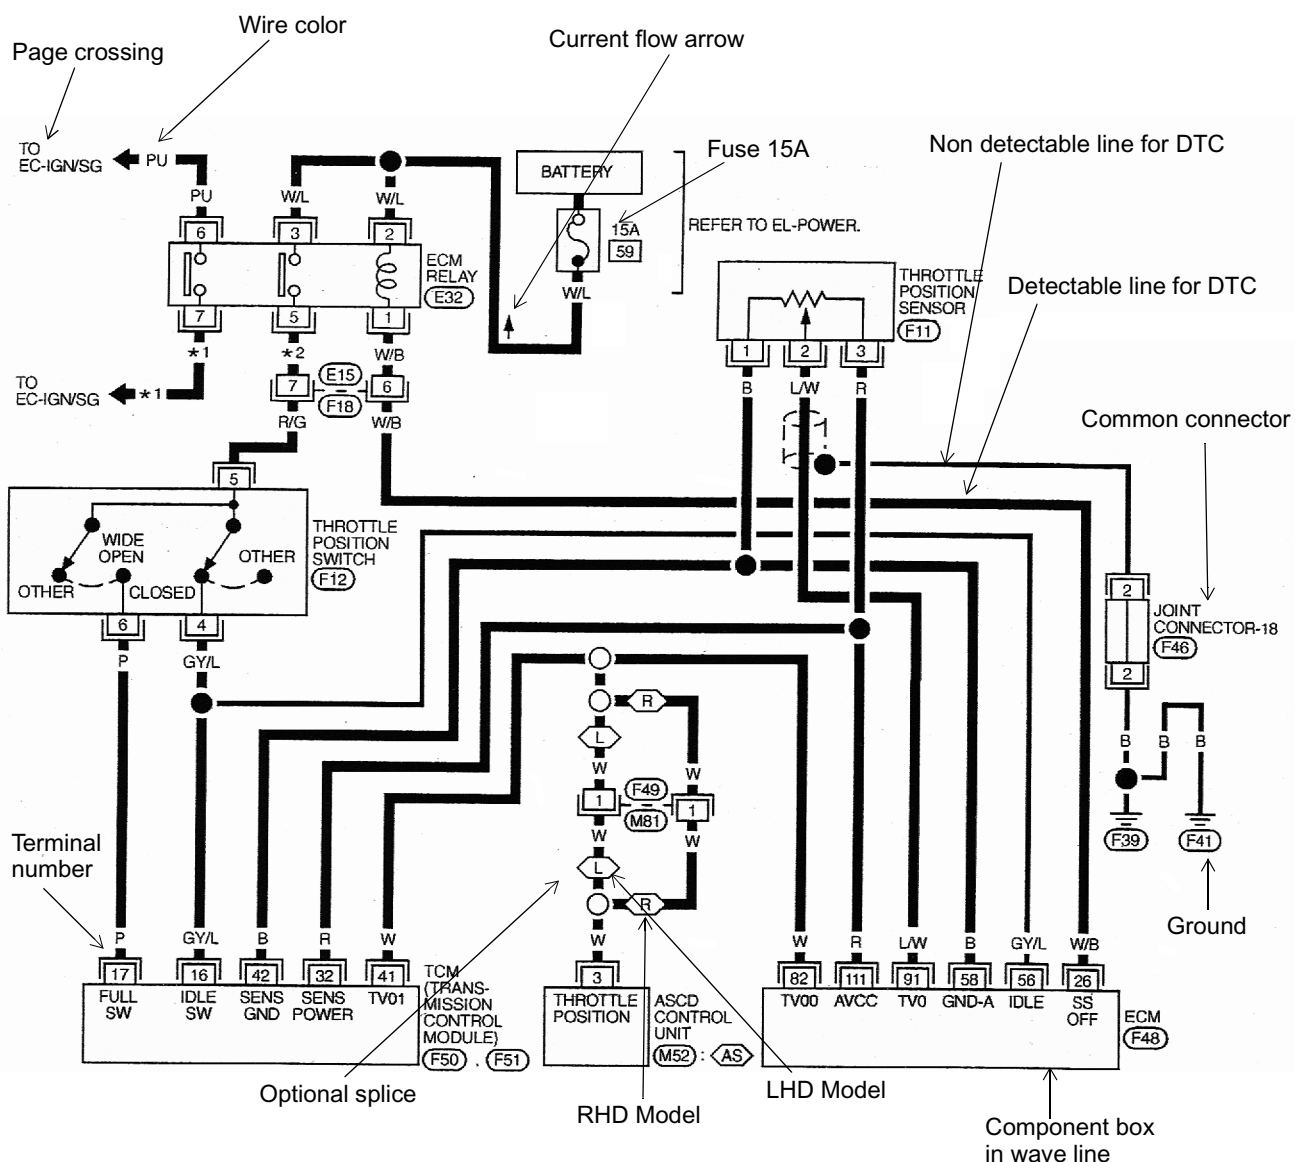 Wire color
Page crossing
Current flow arrow
Fuse 15A
Non detectable line for DTC
Detectable line for DTC
Common connector
TO
EC-IGN/SG
PU
PU
W/L
W/L
BATTERY
15A
59
REFER TO EL-POWER.
W/L
6
3
2
ECM
RELAY
E32
7
5
1
THROTTLE
POSITION
SENSOR
F11
1
2
3
*1
*2
W/B
B
L/W
R
TO
EC-IGN/SG
*1
7
E15
F18
6
R/G
W/B
5
WIDE
OPEN
OTHER
OTHER
CLOSED
THROTTLE
POSITION
SWITCH
F12
6
4
P
GY/L
2
JOINT
CONNECTOR-18
F46
2
B
B
B
F39
F41
Ground
R
L
W
W
1
F49
M81
1
W
W
L
R
W
Terminal
number
P
GY/L
B
R
W
17
16
42
32
41
FULL
SW
IDLE
SW
SENS
GND
SENS
POWER
TV01
TCM
(TRANS-
MISSION
CONTROL
MODULE)
F50 , F51
3
THROTTLE
POSITION
ASCD
CONTROL
UNIT
M52 : AS
W
R
L/W
B
GY/L
W/B
82
111
91
58
56
26
TV00
AVCC
TV0
GND-A
IDLE
SS
OFF
ECM
F48
Optional splice
RHD Model
LHD Model
Component box
in wave line